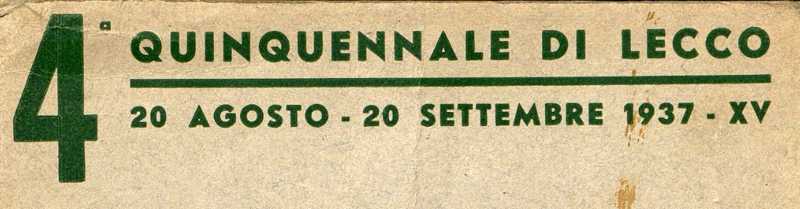 4ª QUINQUENNALE DI LECCO
20 AGOSTO - 20 SETTEMBRE 1937 - XV